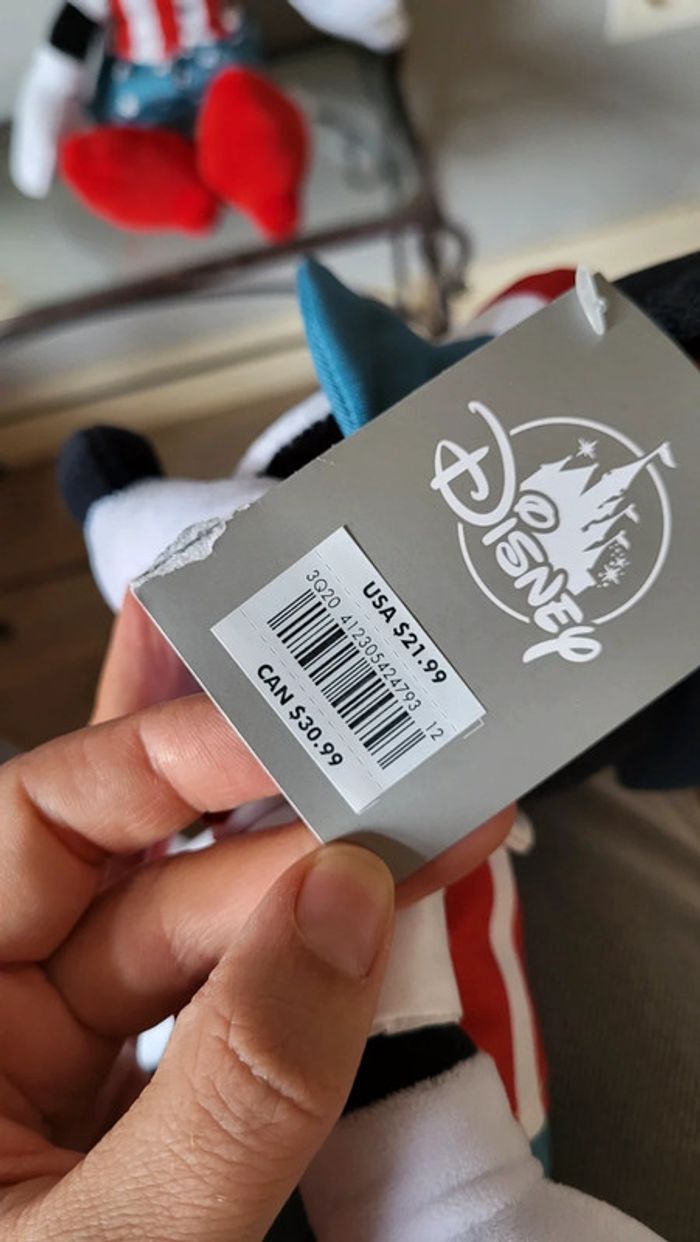 DISNEY
USA $21.99
3Q20 412305424793 12
CAN $30.99